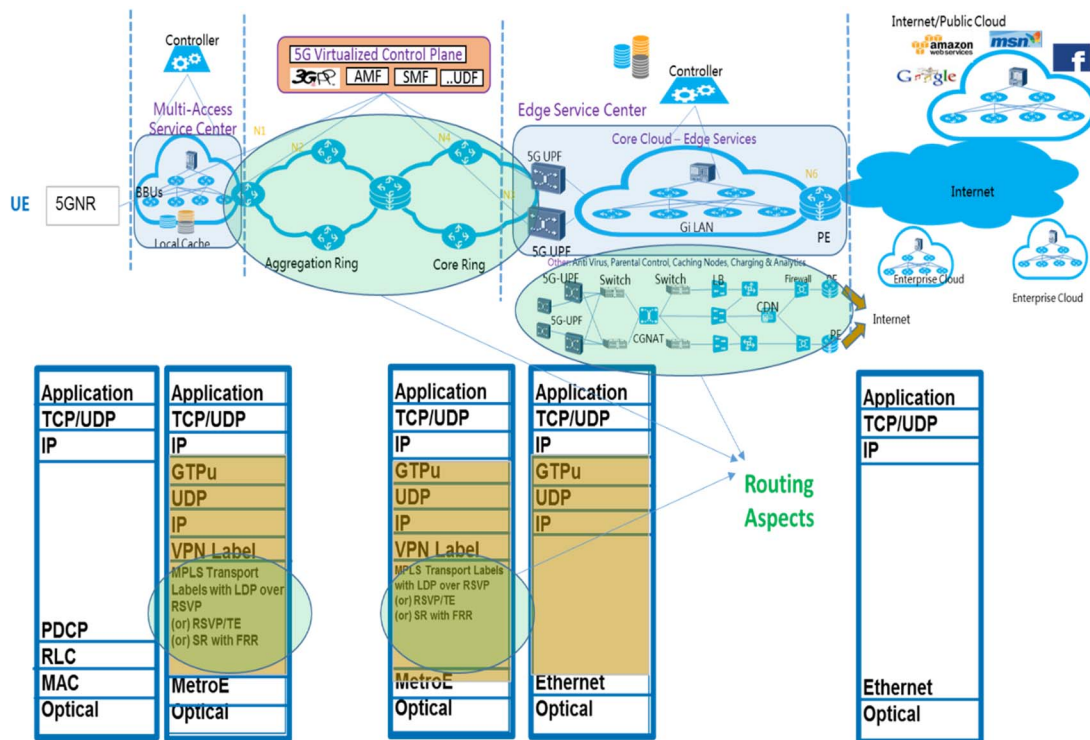 Controller
5G Virtualized Control Plane
3GPP
AMF
SMF
..UDF
Controller
Internet/Public Cloud
amazon
webservices
msn
f
Google
Multi-Access
Service Center
Edge Service Center
Core Cloud – Edge Services
N1
N2
N4
N3
N6
5G UPF
5G UPF
UE
5GNR
BBUs
Local Cache
Aggregation Ring
Core Ring
Gi LAN
PE
Internet
Other: Anti Virus, Parental Control, Caching Nodes, Charging & Analytics
5G-UPF
Switch
Switch
LB
Firewall
PE
5G-UPF
CGNAT
CDN
PE
Internet
Enterprise Cloud
Enterprise Cloud
Application
TCP/UDP
IP
PDCP
RLC
MAC
Optical
Application
TCP/UDP
IP
GTPu
UDP
IP
VPN Label
MPLS Transport
Labels with LDP over
RSVP
(or) RSVP/TE
(or) SR with FRR
MetroE
Optical
Application
TCP/UDP
IP
GTPu
UDP
IP
VPN Label
MPLS Transport Labels
with LDP over RSVP
(or) RSVP/TE
(or) SR with FRR
MetroE
Optical
Application
TCP/UDP
IP
GTPu
UDP
IP
Ethernet
Optical
Routing
Aspects
Application
TCP/UDP
IP
Ethernet
Optical